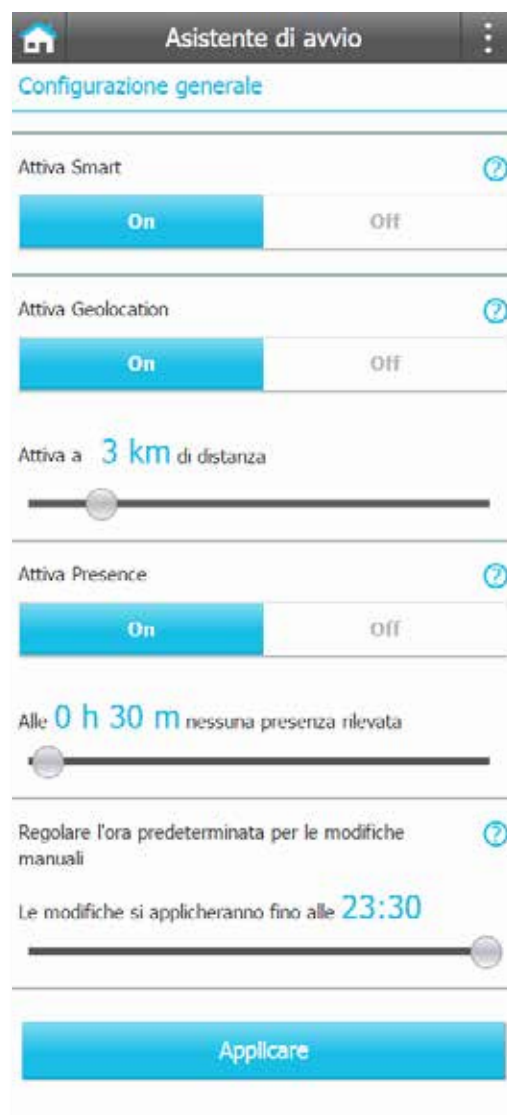 Asistente di avvio
Configurazione generale
Attiva Smart
?
On Off
Attiva Geolocation
?
On Off
Attiva a 3 km di distanza
Attiva Presence
?
On Off
Alle 0 h 30 m nessuna presenza rilevata
Regolare l'ora predeterminata per le modifiche
?
manuali
Le modifiche si applicheranno fino alle 23:30
Applicare